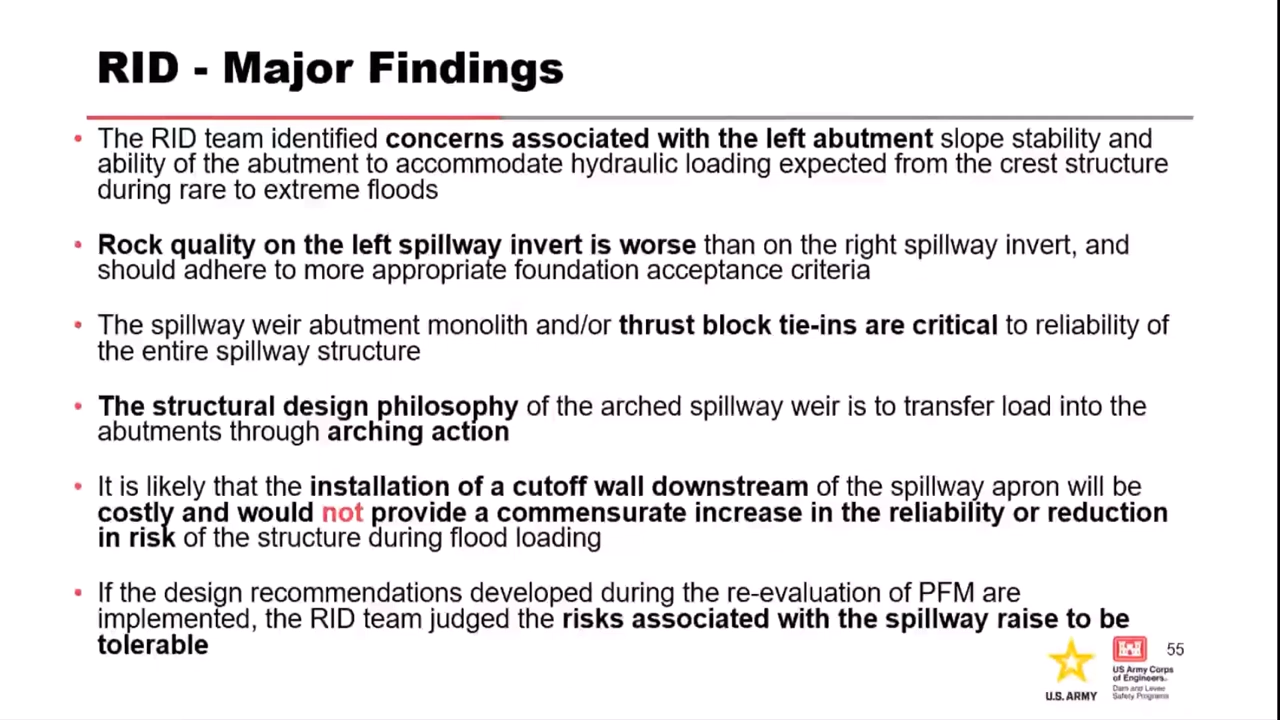 RID - Major Findings
• The RID team identified concerns associated with the left abutment slope stability and
ability of the abutment to accommodate hydraulic loading expected from the crest structure
during rare to extreme floods
• Rock quality on the left spillway invert is worse than on the right spillway invert, and
should adhere to more appropriate foundation acceptance criteria
• The spillway weir abutment monolith and/or thrust block tie-ins are critical to reliability of
the entire spillway structure
• The structural design philosophy of the arched spillway weir is to transfer load into the
abutments through arching action
• It is likely that the installation of a cutoff wall downstream of the spillway apron will be
costly and would not provide a commensurate increase in the reliability or reduction
in risk of the structure during flood loading
• If the design recommendations developed during the re-evaluation of PFM are
implemented, the RID team judged the risks associated with the spillway raise to be
tolerable
55
U.S. ARMY
US Army Corps
of Engineers®
Dam and Levee
Safety Programs